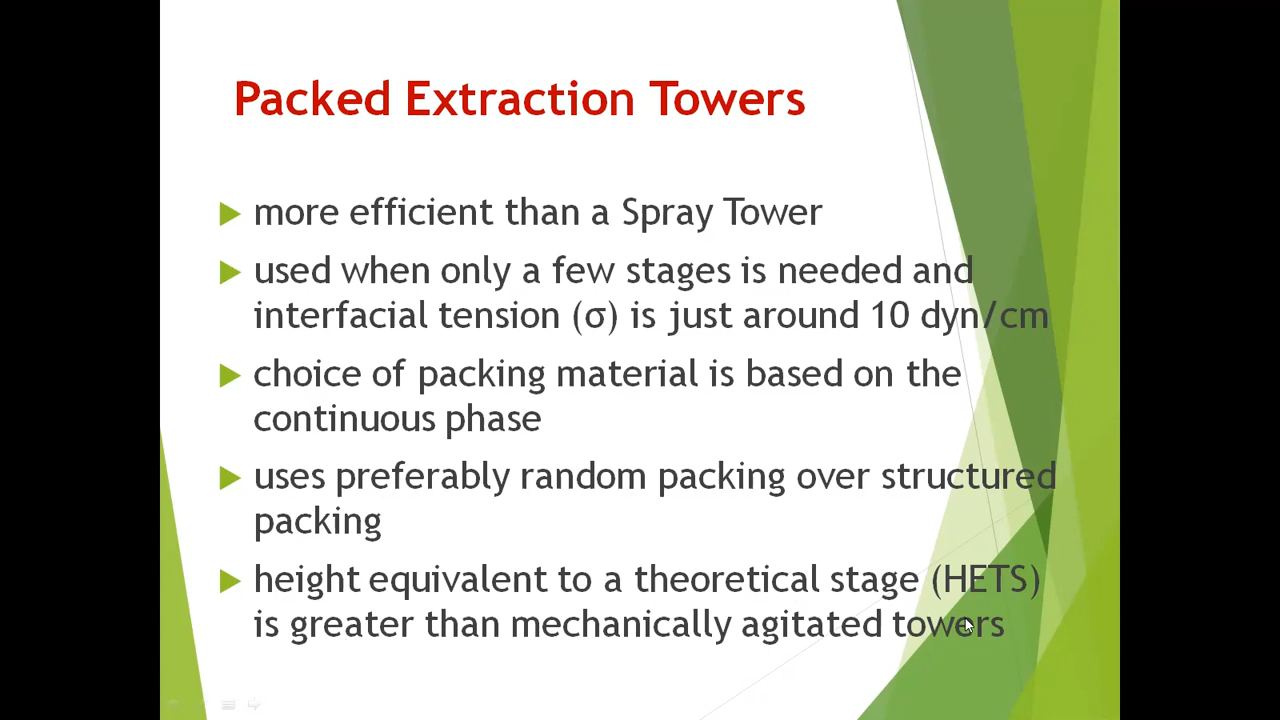 Packed Extraction Towers
more efficient than a Spray Tower
used when only a few stages is needed and
interfacial tension (σ) is just around 10 dyn/cm
choice of packing material is based on the
continuous phase
uses preferably random packing over structured
packing
height equivalent to a theoretical stage (HETS)
is greater than mechanically agitated towers